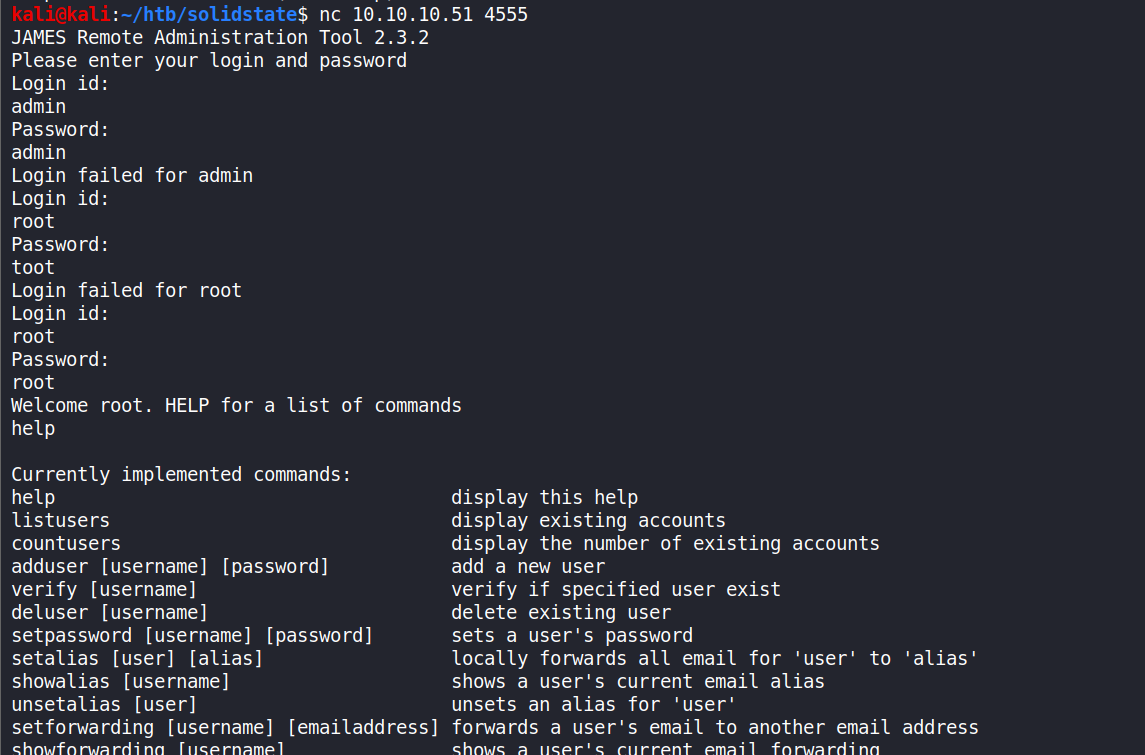 kali@kali:~/htb/solidstate$ nc 10.10.10.51 4555
JAMES Remote Administration Tool 2.3.2
Please enter your login and password
Login id:
admin
Password:
admin
Login failed for admin
Login id:
root
Password:
toot
Login failed for root
Login id:
root
Password:
root
Welcome root. HELP for a list of commands
help
Currently implemented commands:
help display this help
listusers display existing accounts
countusers display the number of existing accounts
adduser [username] [password] add a new user
verify [username] verify if specified user exist
deluser [username] delete existing user
setpassword [username] [password] sets a user's password
setalias [user] [alias] locally forwards all email for 'user' to 'alias'
showalias [username] shows a user's current email alias
unsetalias [user] unsets an alias for 'user'
setforwarding [username] [emailaddress] forwards a user's email to another email address
showforwarding [username] shows a user's current email forwarding